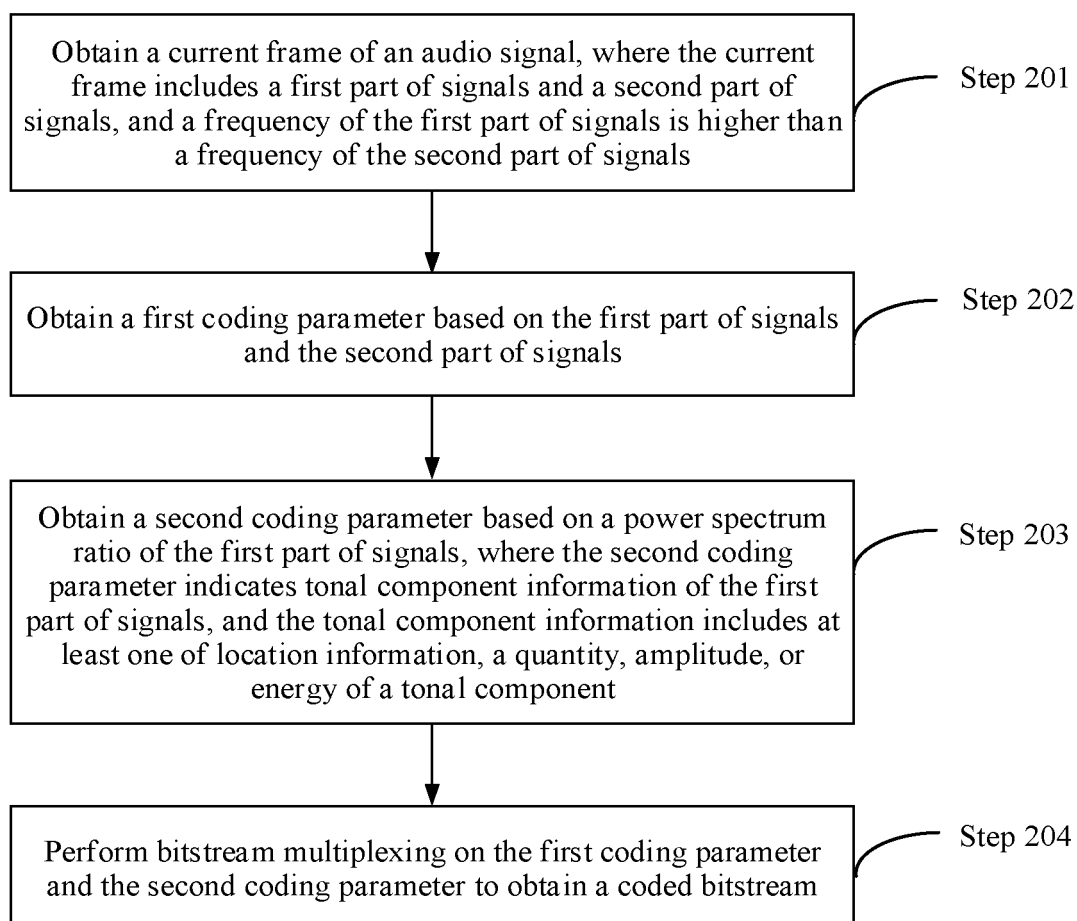 Obtain a current frame of an audio signal, where the current
frame includes a first part of signals and a second part of
signals, and a frequency of the first part of signals is higher than
a frequency of the second part of signals
Step 201
Obtain a first coding parameter based on the first part of signals
and the second part of signals
Step 202
Obtain a second coding parameter based on a power spectrum
ratio of the first part of signals, where the second coding
parameter indicates tonal component information of the first
part of signals, and the tonal component information includes at
least one of location information, a quantity, amplitude, or
energy of a tonal component
Step 203
Perform bitstream multiplexing on the first coding parameter
and the second coding parameter to obtain a coded bitstream
Step 204